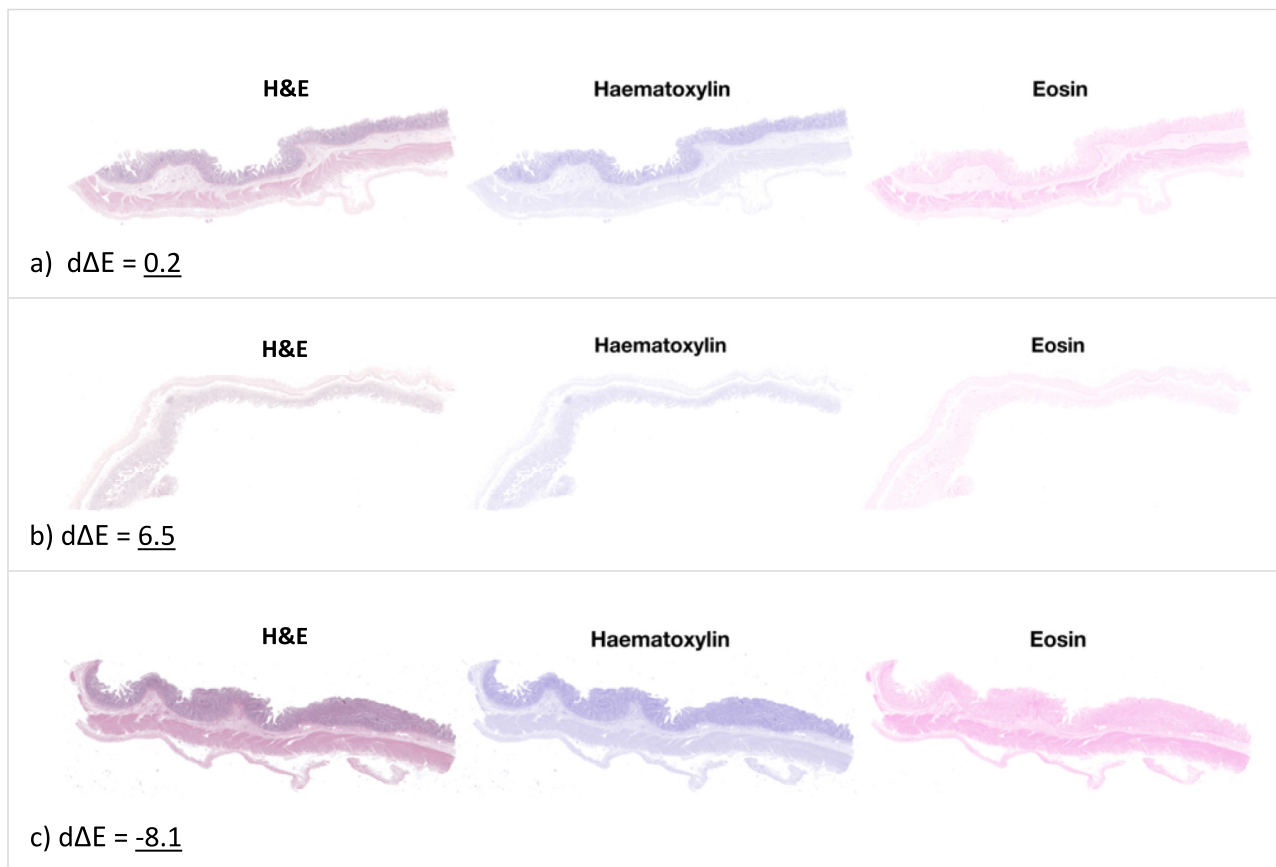 H&E Haematoxylin Eosin
a) dΔE = 0.2
H&E Haematoxylin Eosin
b) dΔE = 6.5
H&E Haematoxylin Eosin
c) dΔE = -8.1